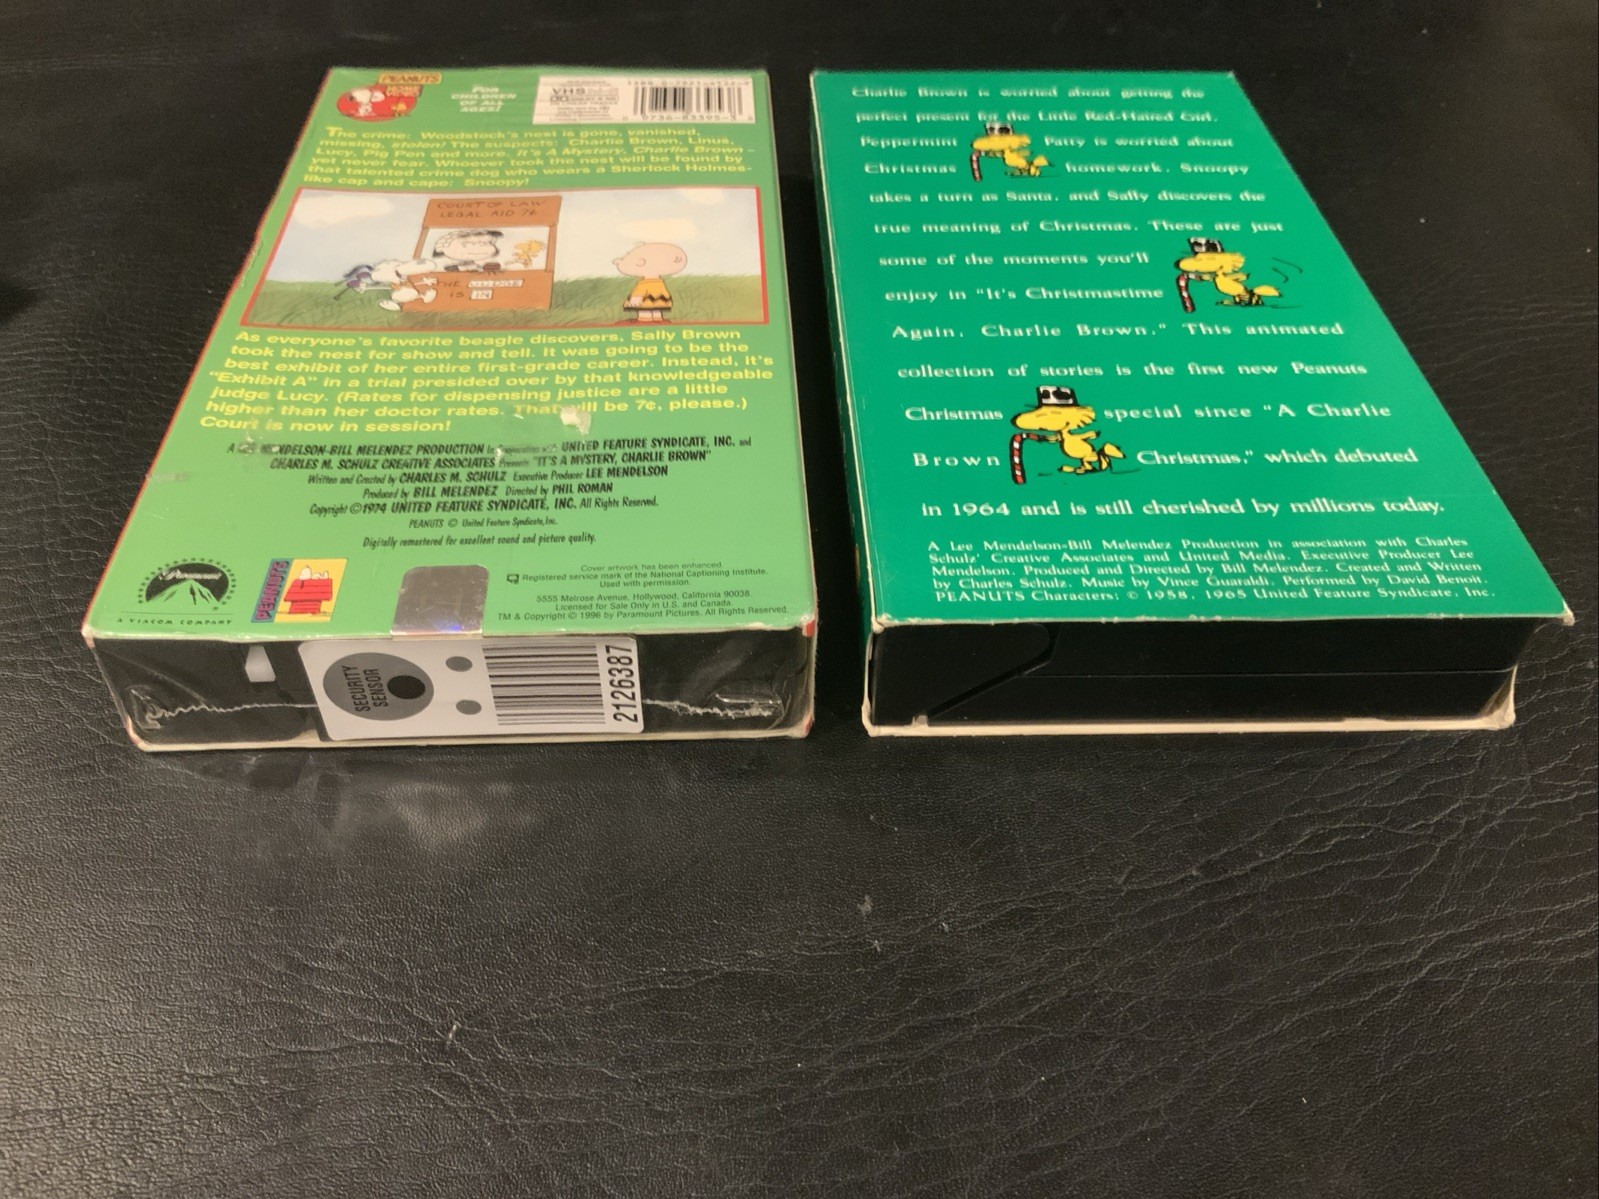 PEANUTS
HOME VIDEO
FOR CHILDREN OF ALL AGES!
VHS
The crime: Woodstock's nest is gone, vanished,
missing, stolen! The suspects: Charlie Brown, Linus,
Lucy, Pig Pen and more. It's A Mystery, Charlie Brown –
yet never fear. Whoever took the nest will be found by
that talented crime dog who wears a Sherlock Holmes-
like cap and cape: Snoopy!
COURT OF LAW
LEGAL AID 7¢
THE JUDGE
IS IN
As everyone's favorite beagle discovers, Sally Brown
took the nest for show and tell. It was going to be the
best exhibit of her entire first-grade career. Instead, it's
"Exhibit A" in a trial presided over by that knowledgeable
judge Lucy. (Rates for dispensing justice are a little
higher than her doctor rates. That will be 7¢, please.)
Court is now in session!
A LEE MENDELSON-BILL MELENDEZ PRODUCTION In UNITED FEATURE SYNDICATE, INC. and
CHARLES M. SCHULZ CREATIVE ASSOCIATES Presents "IT'S A MYSTERY, CHARLIE BROWN"
Written and Created by CHARLES M. SCHULZ Executive Producer LEE MENDELSON
Produced by BILL MELENDEZ Directed by PHIL ROMAN
Copyright ©1974 UNITED FEATURE SYNDICATE, INC. All Rights Reserved.
PEANUTS © United Feature Syndicate, Inc.
Digitally remastered for excellent sound and picture quality.
Paramount
A VIACOM COMPANY
PEANUTS
Cover artwork has been enhanced.
Registered service mark of the National Captioning Institute.
Used with permission.
5555 Melrose Avenue, Hollywood, California 90038.
Licensed for Sale Only in U.S. and Canada.
TM & Copyright © 1996 by Paramount Pictures. All Rights Reserved.
SECURITY
SENSOR
2126387
Charlie Brown is worried about getting the
perfect present for the Little Red-Haired Girl.
Peppermint Patty is worried about
Christmas homework. Snoopy
takes a turn as Santa, and Sally discovers the
true meaning of Christmas. These are just
some of the moments you'll
enjoy in "It's Christmastime
Again, Charlie Brown." This animated
collection of stories is the first new Peanuts
Christmas special since "A Charlie
Brown Christmas," which debuted
in 1964 and is still cherished by millions today.
A Lee Mendelson-Bill Melendez Production in association with Charles
Schulz' Creative Associates and United Media. Executive Producer Lee
Mendelson. Produced and Directed by Bill Melendez. Created and Written
by Charles Schulz. Music by Vince Guaraldi. Performed by David Benoit.
PEANUTS Characters: © 1958, 1965 United Feature Syndicate, Inc.